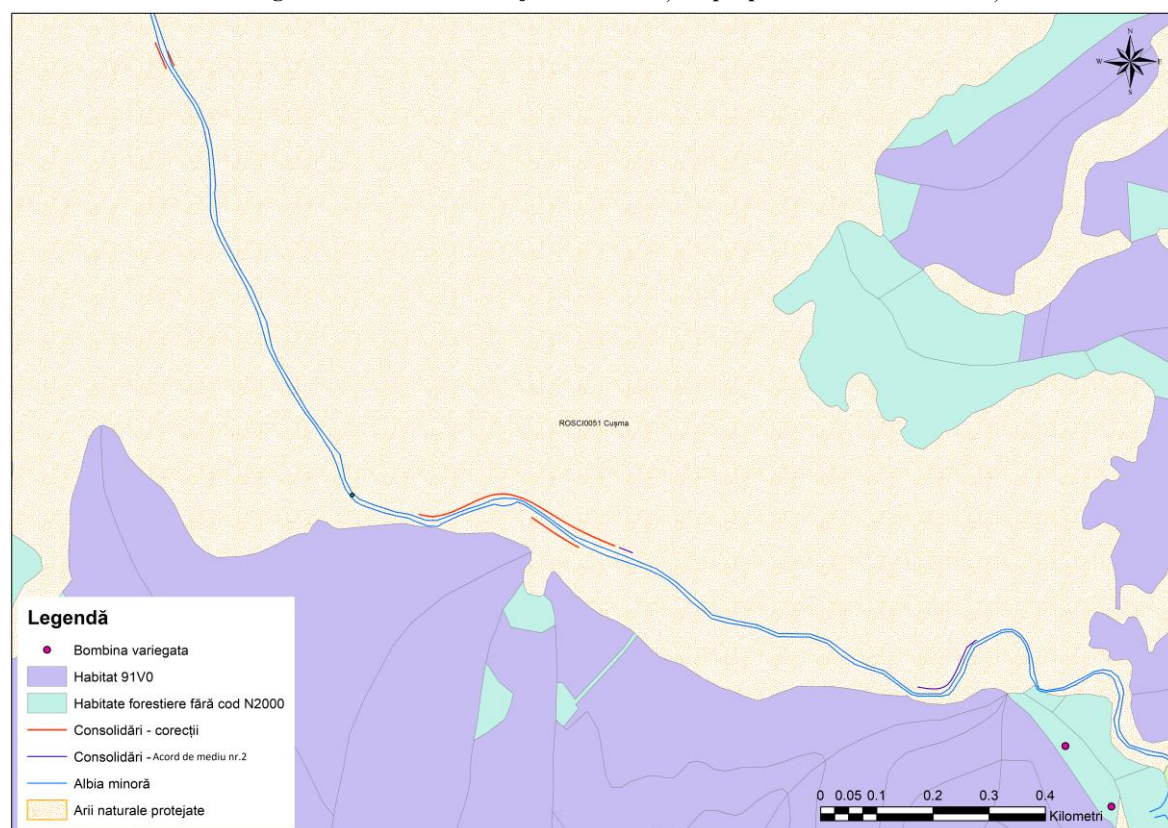 N
W E
S
ROSCI0051 Cușma
Legendă
Bombina variegata
Habitat 91V0
Habitate forestiere fără cod N2000
Consolidări - corecții
Consolidări - Acord de mediu nr.2
Albia minoră
Arii naturale protejate
0 0.05 0.1 0.2 0.3 0.4
Kilometri